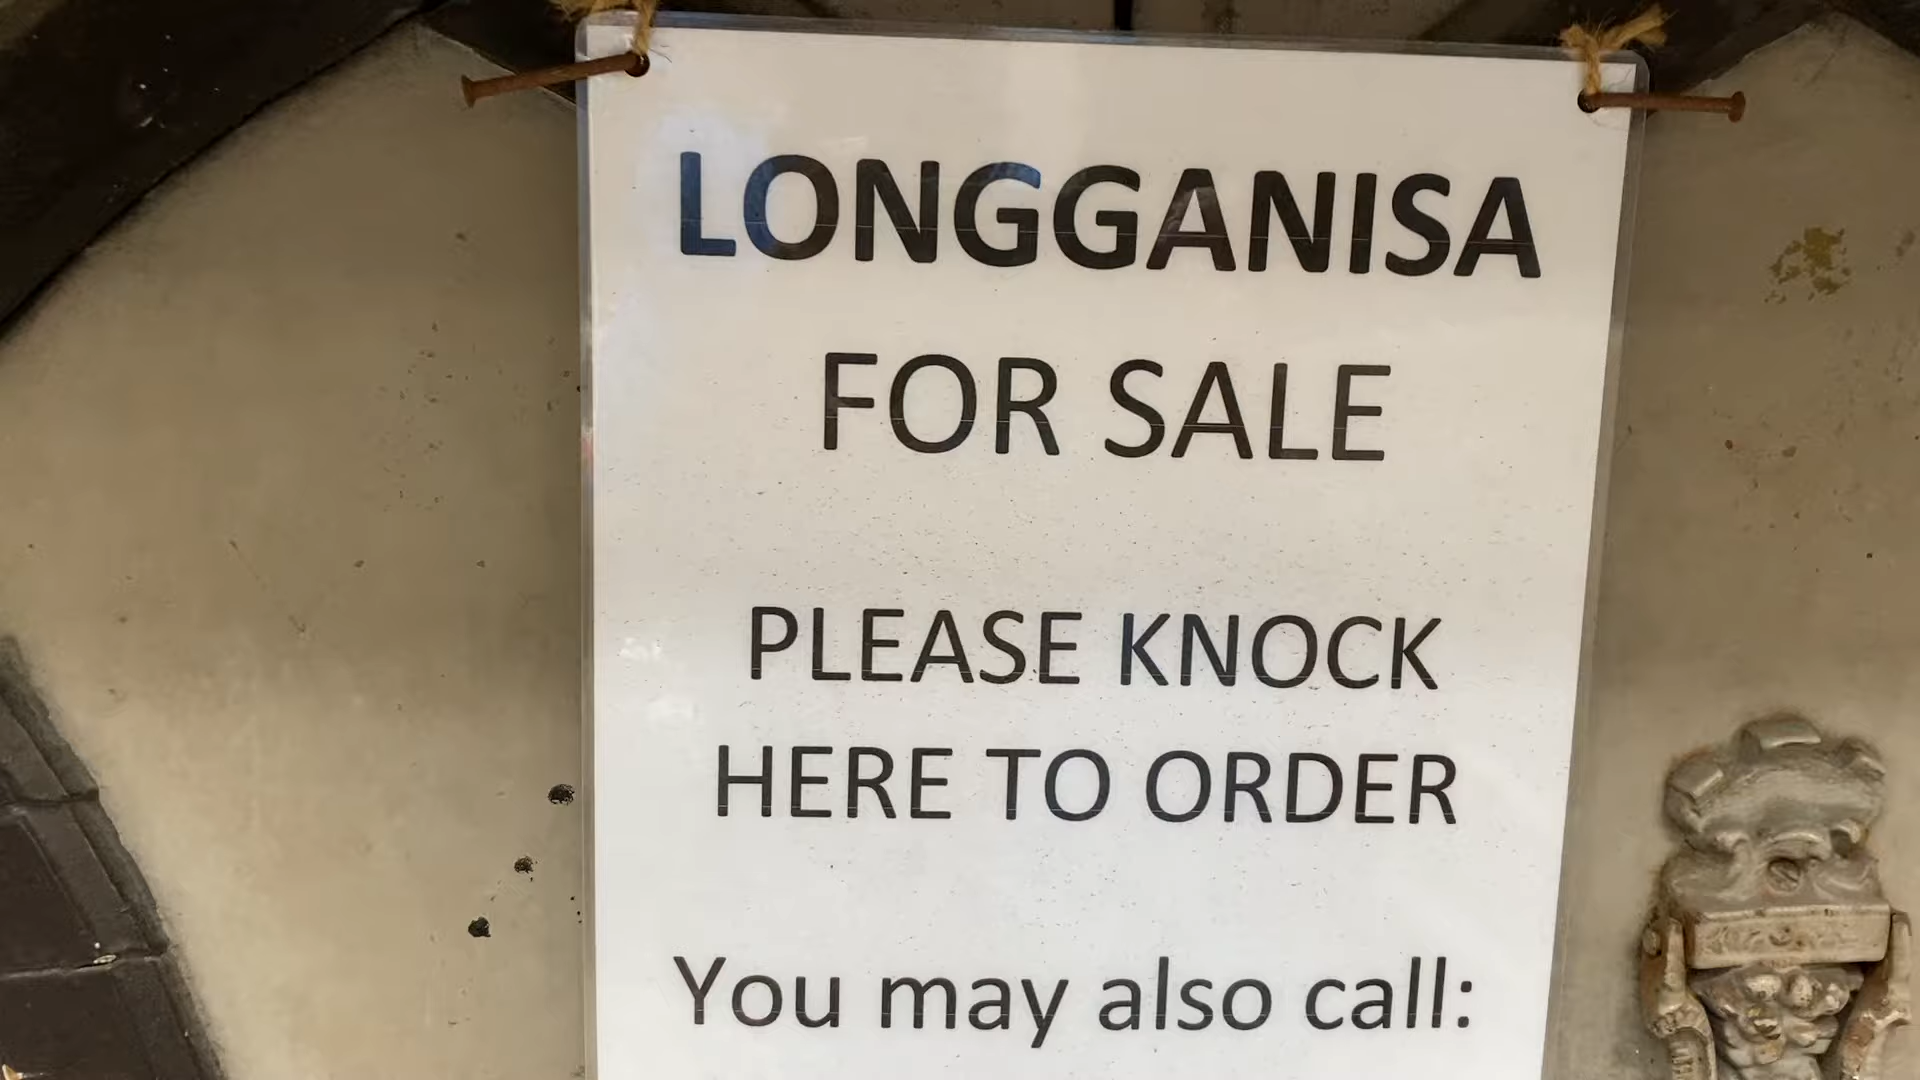 LONGGANISA
FOR SALE
PLEASE KNOCK
HERE TO ORDER
You may also call: